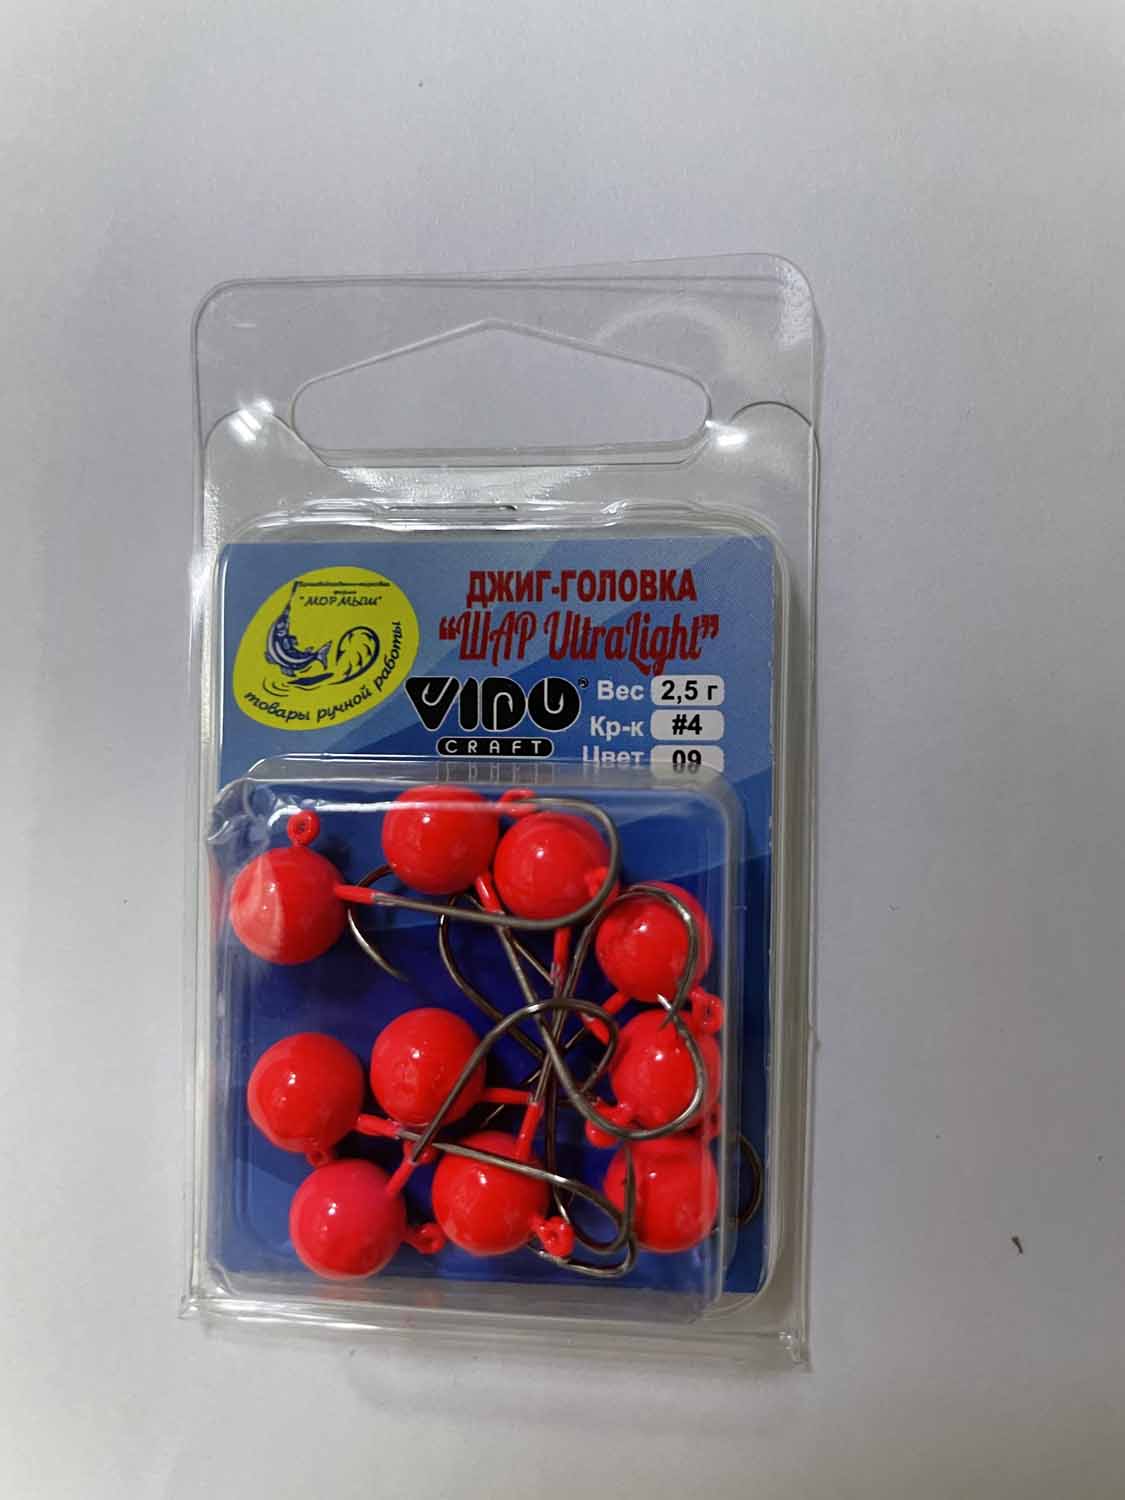 "МОРМЫШ"
товары ручной работы
ДЖИГ-ГОЛОВКА
“ШАР UltraLight”
VIDO®
CRAFT
Вес 2,5 г
Кр-к #4
Цвет 09